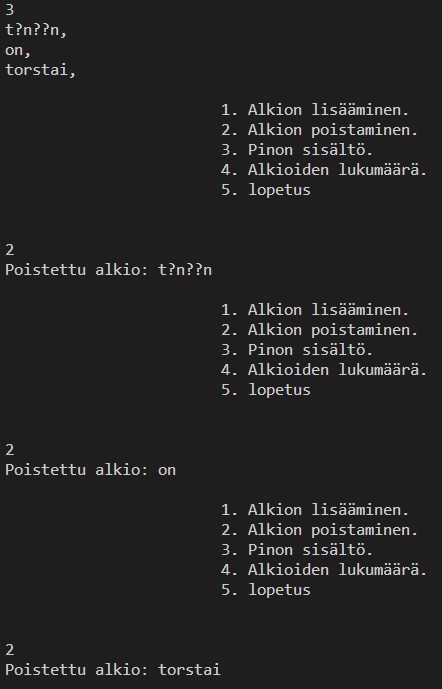 3
t?n??n,
on,
torstai,
1. Alkion lisääminen.
2. Alkion poistaminen.
3. Pinon sisältö.
4. Alkioiden lukumäärä.
5. lopetus
2
Poistettu alkio: t?n??n
1. Alkion lisääminen.
2. Alkion poistaminen.
3. Pinon sisältö.
4. Alkioiden lukumäärä.
5. lopetus
2
Poistettu alkio: on
1. Alkion lisääminen.
2. Alkion poistaminen.
3. Pinon sisältö.
4. Alkioiden lukumäärä.
5. lopetus
2
Poistettu alkio: torstai